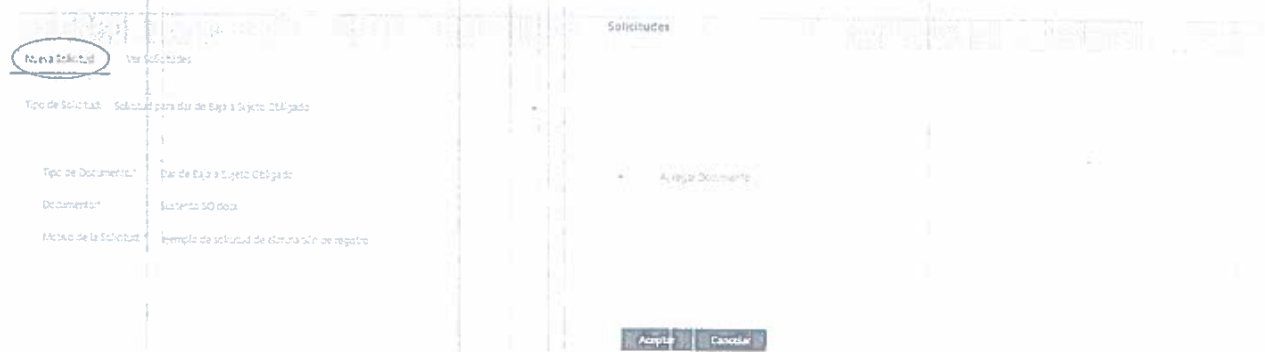 Solicitudes
Nueva Solicitud Ver Solicitudes
Tipo de Solicitud: Solicitud para dar de Baja a Sujeto Obligado
Tipo de Documento:* Dar de Baja a Sujeto Obligado Agregar Documento
Documento:* Sustento SO.docx
Motivo de la Solicitud: * Ejemplo de solicitud de eliminación de registro
Aceptar Cancelar